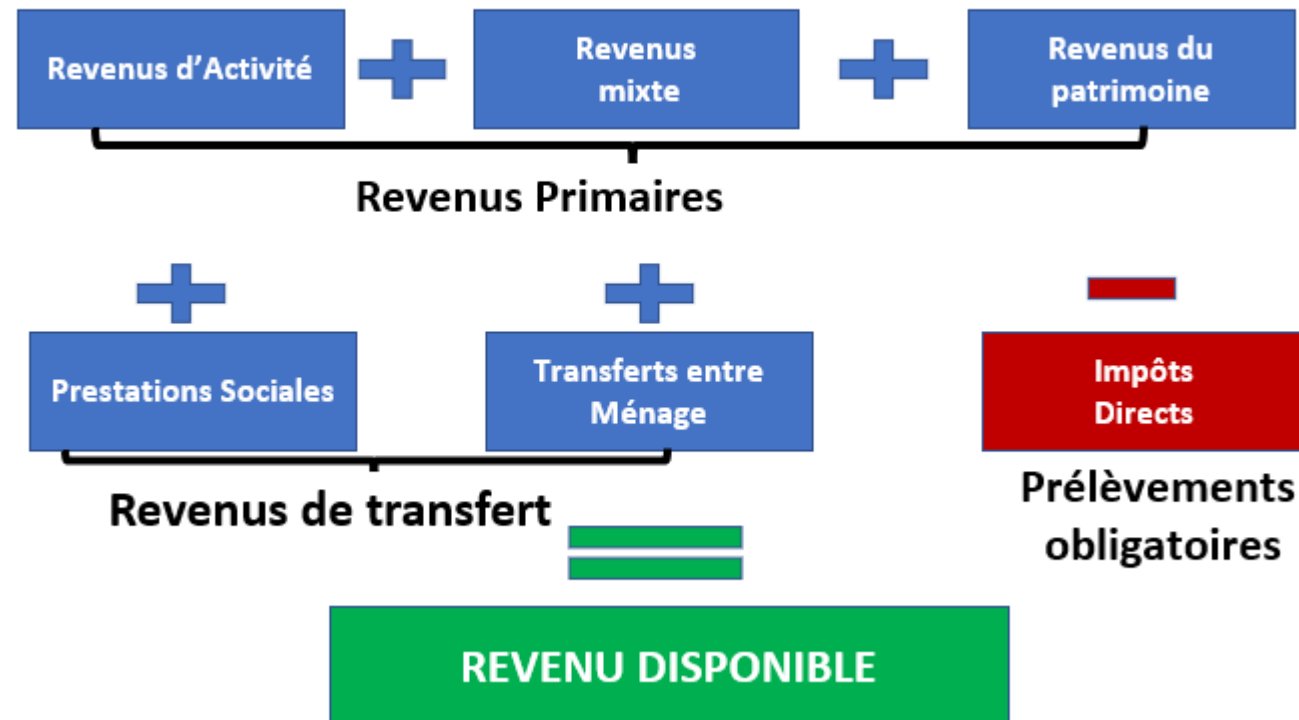 Revenus d’Activité
Revenus
mixte
Revenus du
patrimoine
Revenus Primaires
Prestations Sociales
Transferts entre
Ménage
Impôts
Directs
Revenus de transfert
Prélèvements
obligatoires
REVENU DISPONIBLE